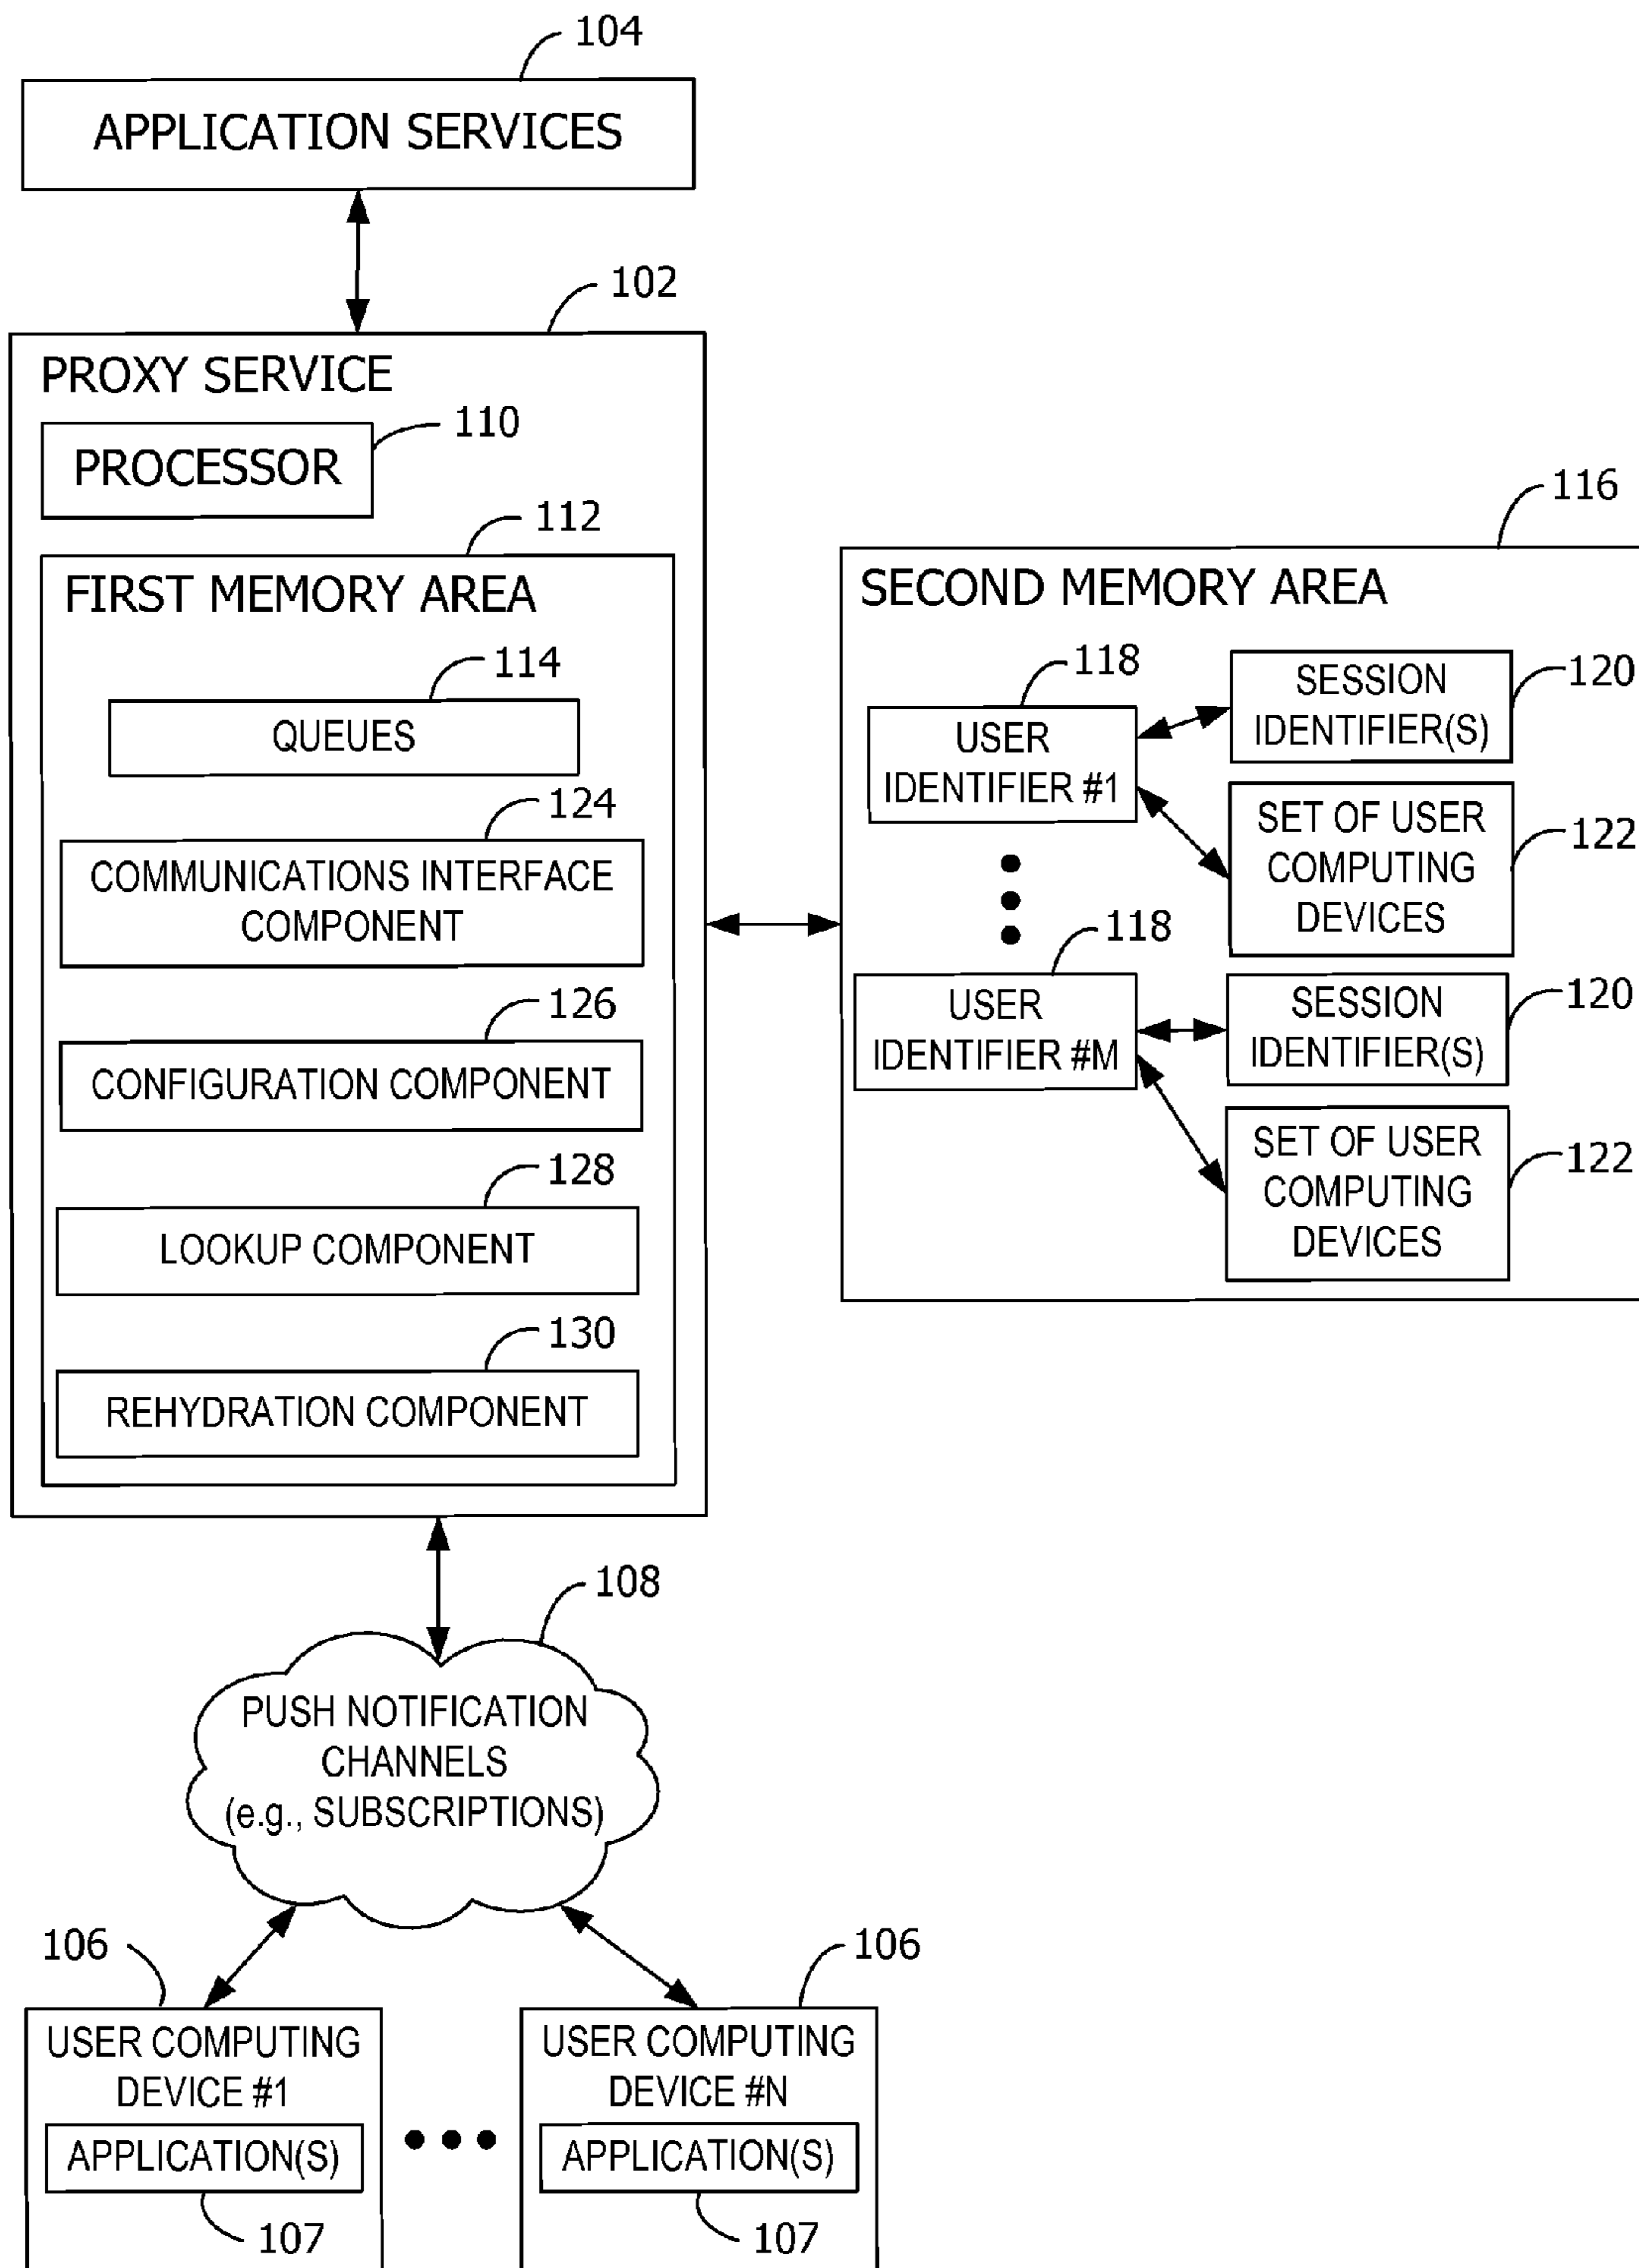 104
APPLICATION SERVICES
102
PROXY SERVICE
110
PROCESSOR
112
FIRST MEMORY AREA
114
QUEUES
124
COMMUNICATIONS INTERFACE
COMPONENT
126
CONFIGURATION COMPONENT
128
LOOKUP COMPONENT
130
REHYDRATION COMPONENT
116
SECOND MEMORY AREA
118
USER
IDENTIFIER #1
SESSION
IDENTIFIER(S)
120
SET OF USER
COMPUTING
DEVICES
122
118
USER
IDENTIFIER #M
SESSION
IDENTIFIER(S)
120
SET OF USER
COMPUTING
DEVICES
122
108
PUSH NOTIFICATION
CHANNELS
(e.g., SUBSCRIPTIONS)
106
USER COMPUTING
DEVICE #1
APPLICATION(S)
107
106
USER COMPUTING
DEVICE #N
APPLICATION(S)
107